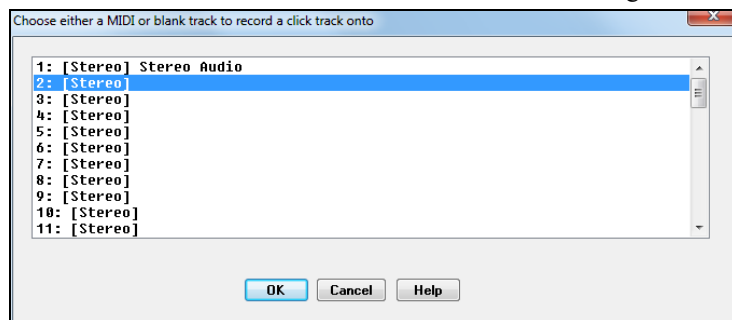 Choose either a MIDI or blank track to record a click track onto
1: [Stereo] Stereo Audio
2: [Stereo]
3: [Stereo]
4: [Stereo]
5: [Stereo]
6: [Stereo]
7: [Stereo]
8: [Stereo]
9: [Stereo]
10: [Stereo]
11: [Stereo]
OK Cancel Help